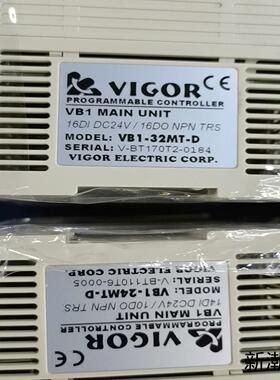 VIGOR
PROGRAMMABLE CONTROLLER
VB1 MAIN UNIT
16DI DC24V / 16DO NPN TRS
MODEL: VB1-32MT-D
SERIAL: V-BT170T2-0184
VIGOR ELECTRIC CORP.
VIGOR
PROGRAMMABLE CONTROLLER
VB1 MAIN UNIT
14DI DC24V / 10DO NPN TRS
MODEL: VB1-24MT-D
SERIAL: V-BT110T6-0005
VIGOR ELECTRIC CORP.